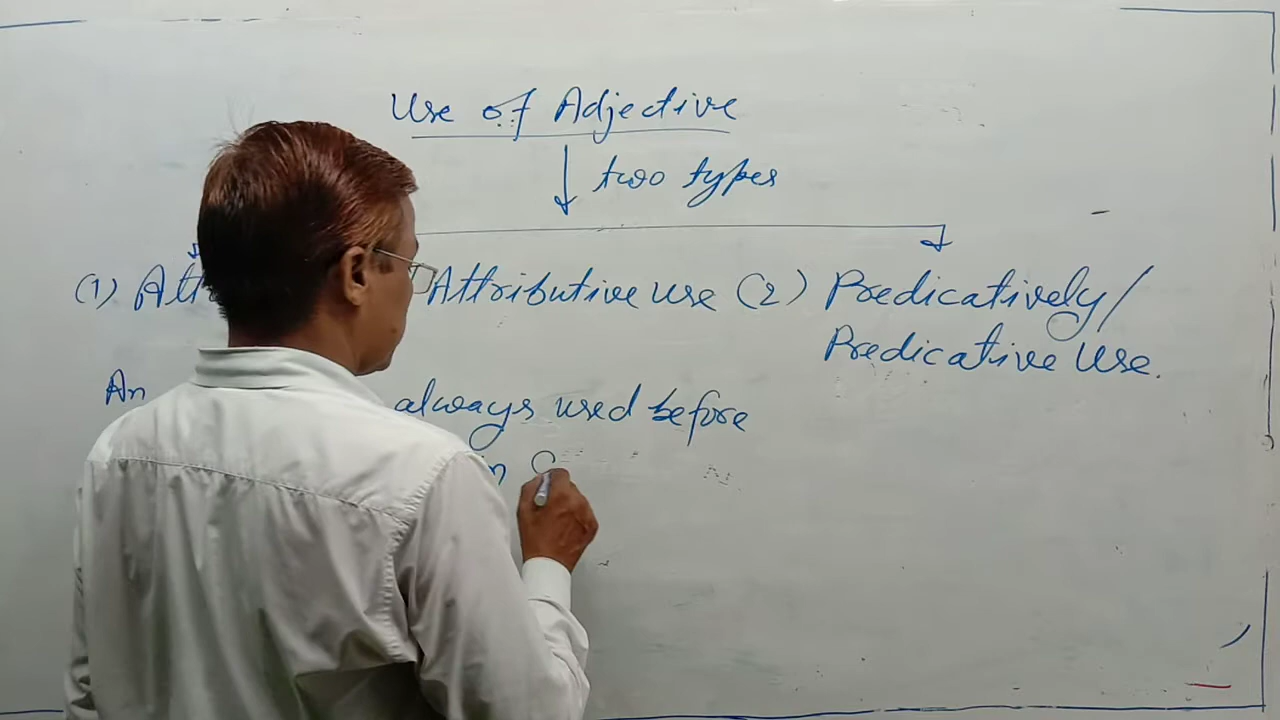 Use of Adjective
two types
(1) Att Attributive use (2) Predicatively/
Predicative Use.
An always used before